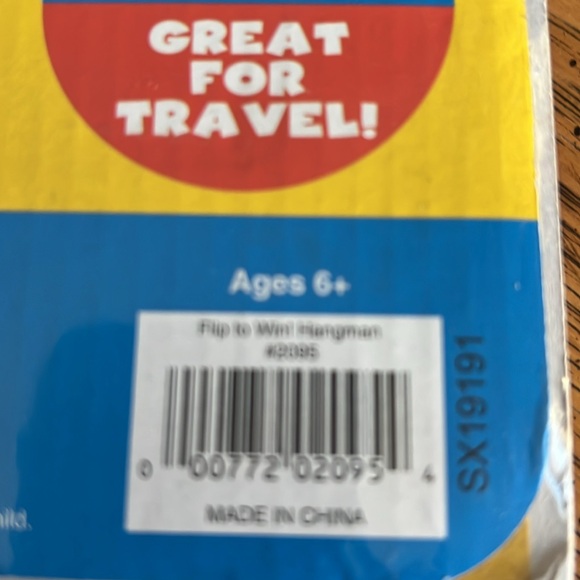 GREAT
FOR
TRAVEL!
Ages 6+
Flip to Win! Hangman
#2095
0 00772 02095 4
MADE IN CHINA
SX19191